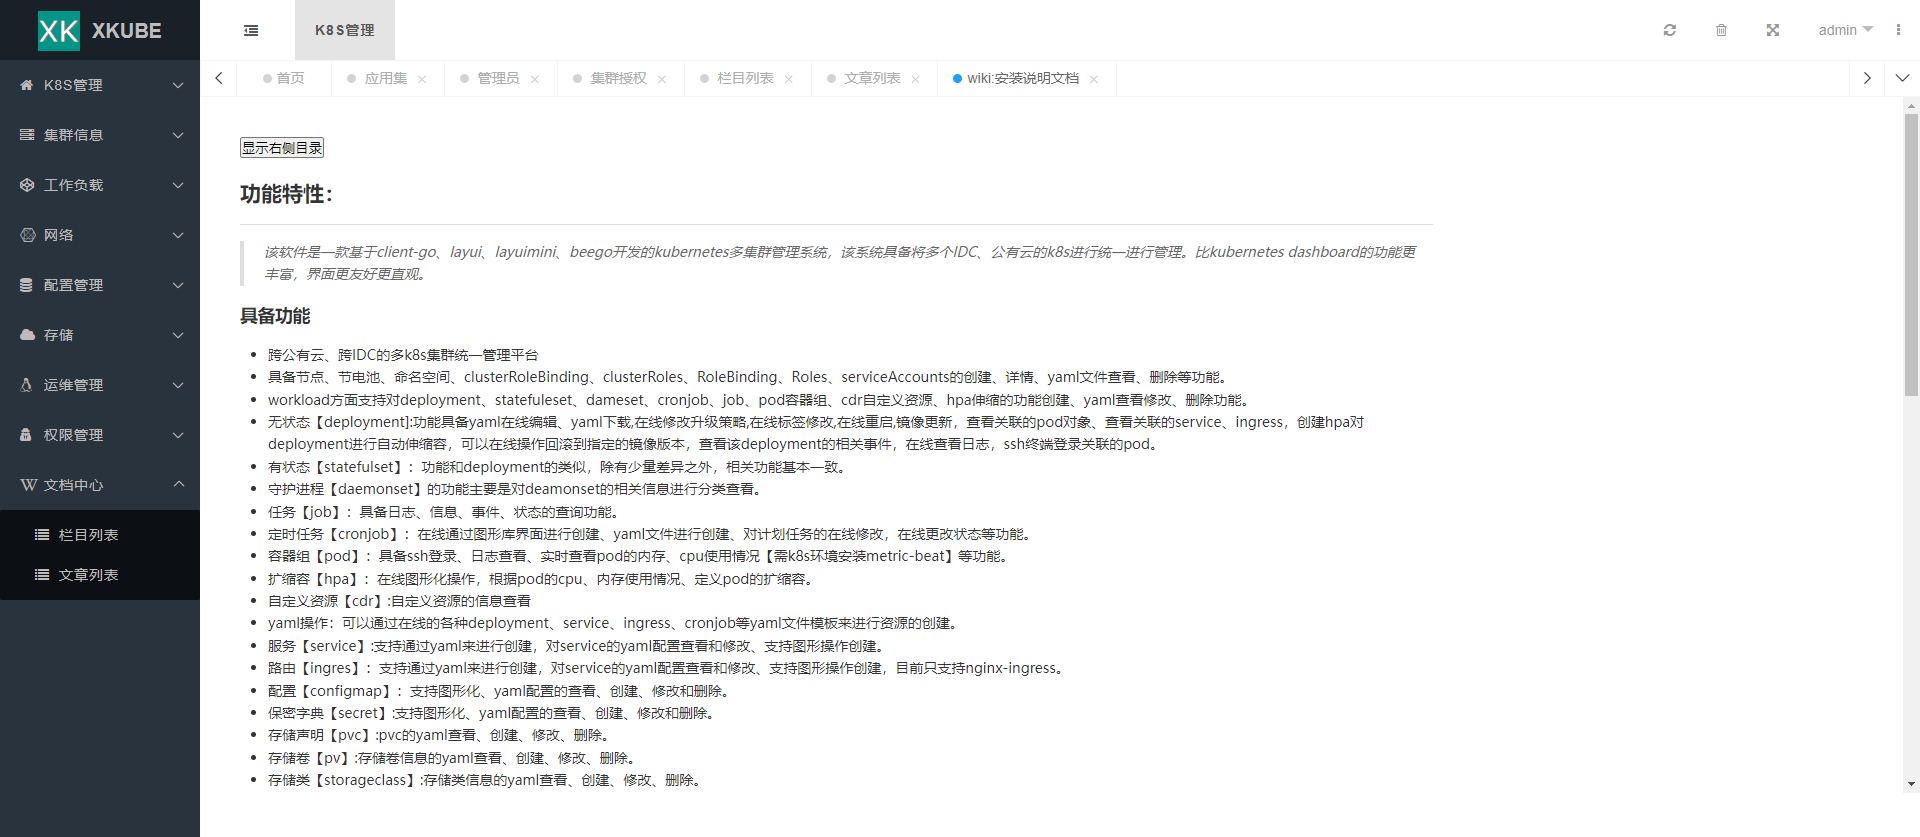 XK XKUBE
K8S管理
admin
K8S管理
集群信息
工作负载
网络
配置管理
存储
运维管理
权限管理
文档中心
栏目列表
文章列表
首页
应用集
管理员
集群授权
栏目列表
文章列表
wiki:安装说明文档
显示右侧目录
功能特性：
该软件是一款基于client-go、layui、layuimini、beego开发的kubernetes多集群管理系统，该系统具备将多个IDC、公有云的k8s进行统一进行管理。比kubernetes dashboard的功能更
丰富，界面更友好更直观。
具备功能
跨公有云、跨IDC的多k8s集群统一管理平台
具备节点、节电池、命名空间、clusterRoleBinding、clusterRoles、RoleBinding、Roles、serviceAccounts的创建、详情、yaml文件查看、删除等功能。
workload方面支持对deployment、statefuleset、dameset、cronjob、job、pod容器组、cdr自定义资源、hpa伸缩的功能创建、yaml查看修改、删除功能。
无状态【deployment]:功能具备yaml在线编辑、yaml下载,在线修改升级策略,在线标签修改,在线重启,镜像更新，查看关联的pod对象、查看关联的service、ingress，创建hpa对
deployment进行自动伸缩容，可以在线操作回滚到指定的镜像版本，查看该deployment的相关事件，在线查看日志，ssh终端登录关联的pod。
有状态【statefulset】：功能和deployment的类似，除有少量差异之外，相关功能基本一致。
守护进程【daemonset】的功能主要是对deamonset的相关信息进行分类查看。
任务【job】：具备日志、信息、事件、状态的查询功能。
定时任务【cronjob】：在线通过图形库界面进行创建、yaml文件进行创建、对计划任务的在线修改，在线更改状态等功能。
容器组【pod】：具备ssh登录、日志查看、实时查看pod的内存、cpu使用情况【需k8s环境安装metric-beat】等功能。
扩缩容【hpa】：在线图形化操作，根据pod的cpu、内存使用情况、定义pod的扩缩容。
自定义资源【cdr】:自定义资源的信息查看
yaml操作：可以通过在线的各种deployment、service、ingress、cronjob等yaml文件模板来进行资源的创建。
服务【service】:支持通过yaml来进行创建，对service的yaml配置查看和修改、支持图形操作创建。
路由【ingres】：支持通过yaml来进行创建，对service的yaml配置查看和修改、支持图形操作创建，目前只支持nginx-ingress。
配置【configmap】：支持图形化、yaml配置的查看、创建、修改和删除。
保密字典【secret】:支持图形化、yaml配置的查看、创建、修改和删除。
存储声明【pvc】:pvc的yaml查看、创建、修改、删除。
存储卷【pv】:存储卷信息的yaml查看、创建、修改、删除。
存储类【storageclass】:存储类信息的yaml查看、创建、修改、删除。